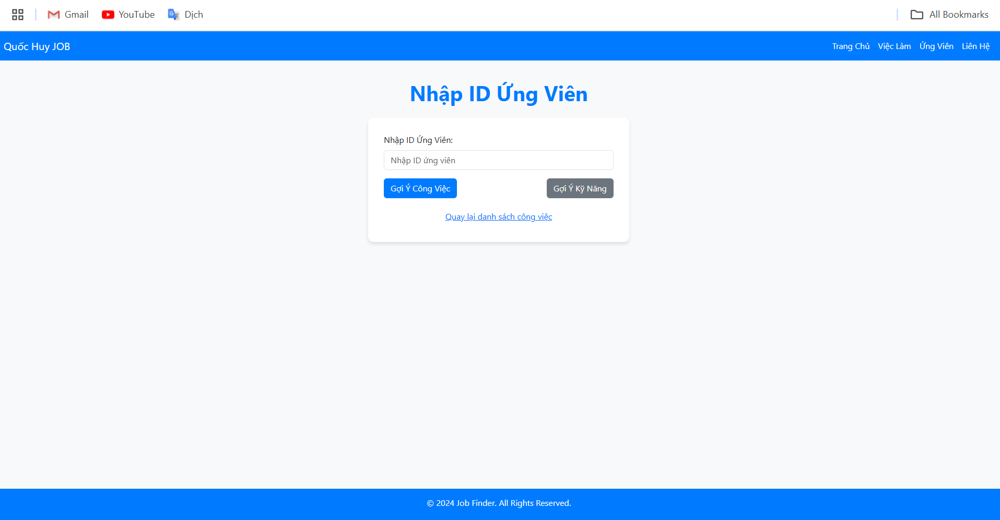 Gmail YouTube Dịch All Bookmarks
Quốc Huy JOB Trang Chủ Việc Làm Ứng Viên Liên Hệ
Nhập ID Ứng Viên
Nhập ID Ứng Viên:
Nhập ID ứng viên
Gợi Ý Công Việc Gợi Ý Kỹ Năng
Quay lại danh sách công việc
© 2024 Job Finder. All Rights Reserved.